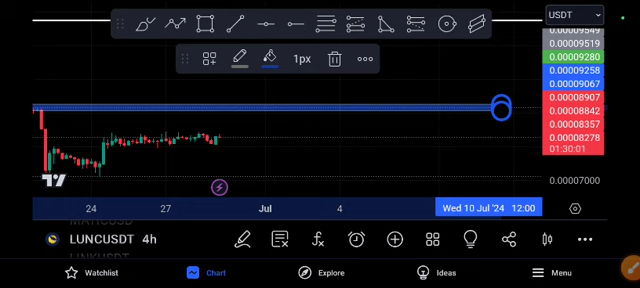 USDT
0.00009549
0.00009519
0.00009280
0.00009258
0.00009067
0.00008907
0.00008842
0.00008357
0.00008278
01:30:01
0.00007000
1px
24 27 Jul 4 Wed 10 Jul '24 12:00
LUNCUSDT 4h
Watchlist Chart Explore Ideas Menu